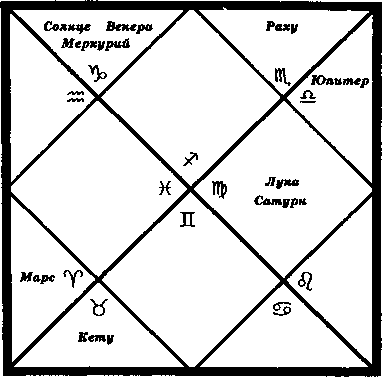 Солнце Венера
Меркурий
Раху
♑
♒
♏
Юпитер
♎
♐
♓
♍
Луна
Сатурн
♊
Марс ♈
♌
♉
♋
Кету